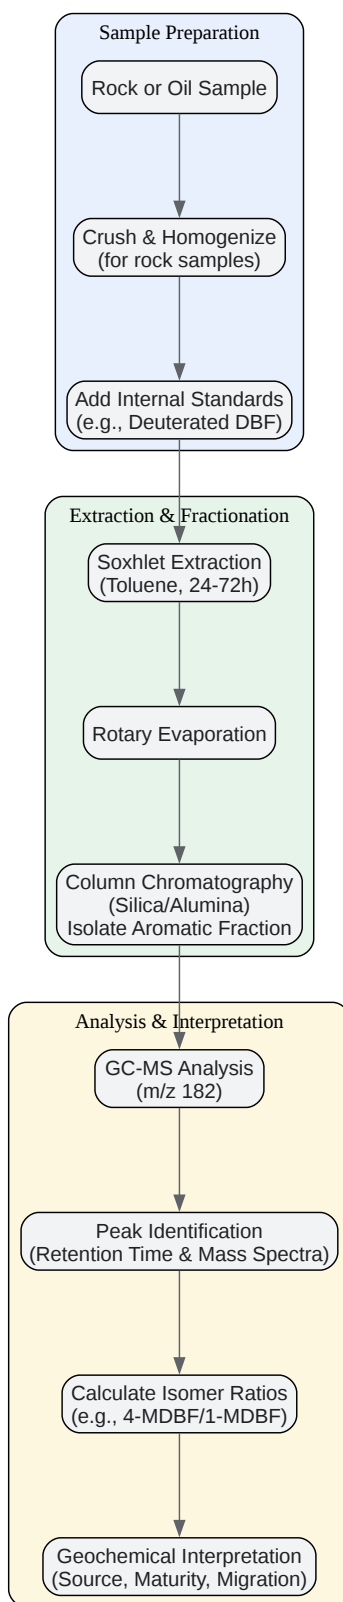 Sample Preparation
Rock or Oil Sample
Crush & Homogenize
(for rock samples)
Add Internal Standards
(e.g., Deuterated DBF)
Extraction & Fractionation
Soxhlet Extraction
(Toluene, 24-72h)
Rotary Evaporation
Column Chromatography
(Silica/Alumina)
Isolate Aromatic Fraction
Analysis & Interpretation
GC-MS Analysis
(m/z 182)
Peak Identification
(Retention Time & Mass Spectra)
Calculate Isomer Ratios
(e.g., 4-MDBF/1-MDBF)
Geochemical Interpretation
(Source, Maturity, Migration)